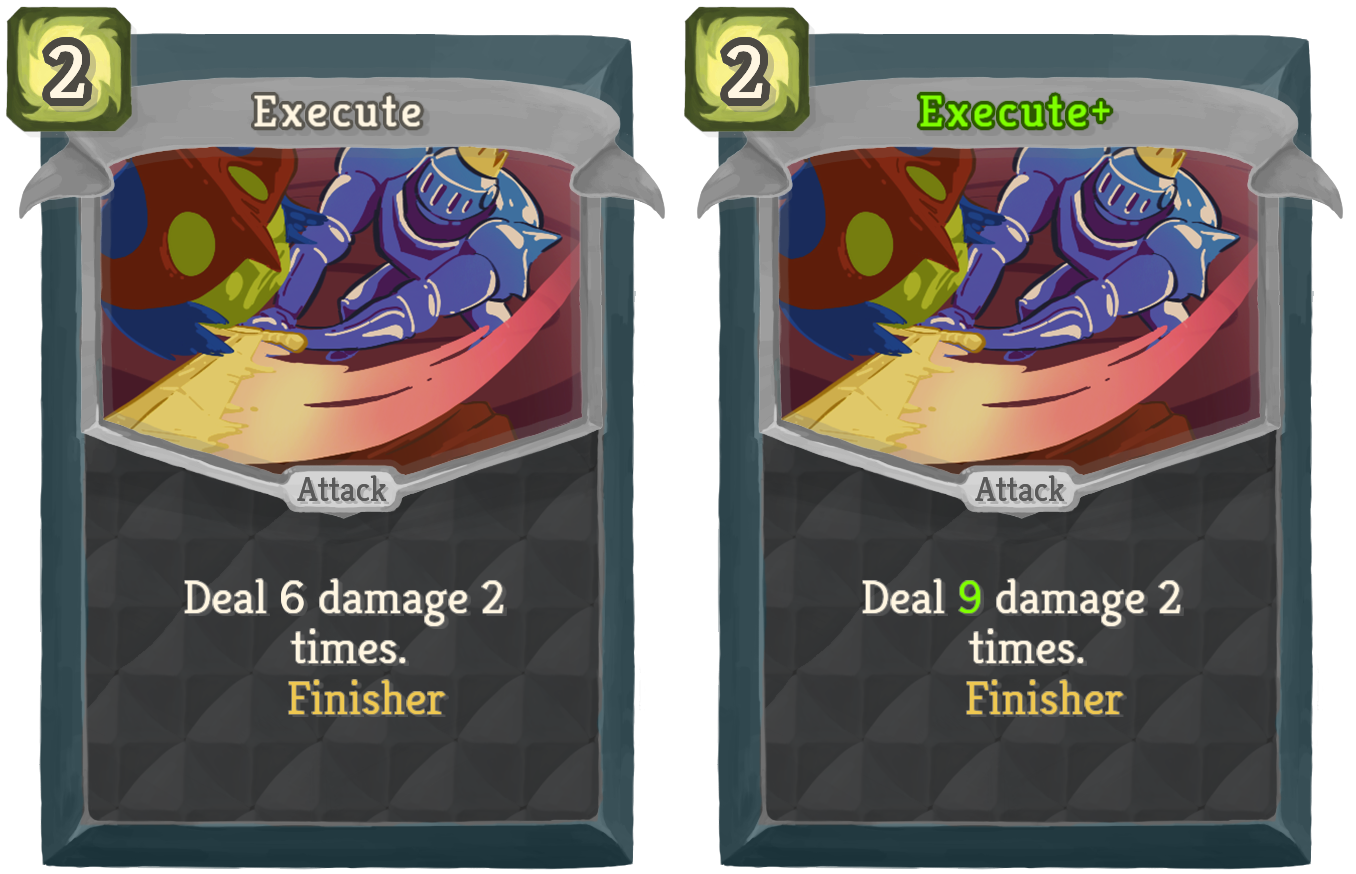 2
Execute
Attack
Deal 6 damage 2
times.
Finisher
2
Execute+
Attack
Deal 9 damage 2
times.
Finisher